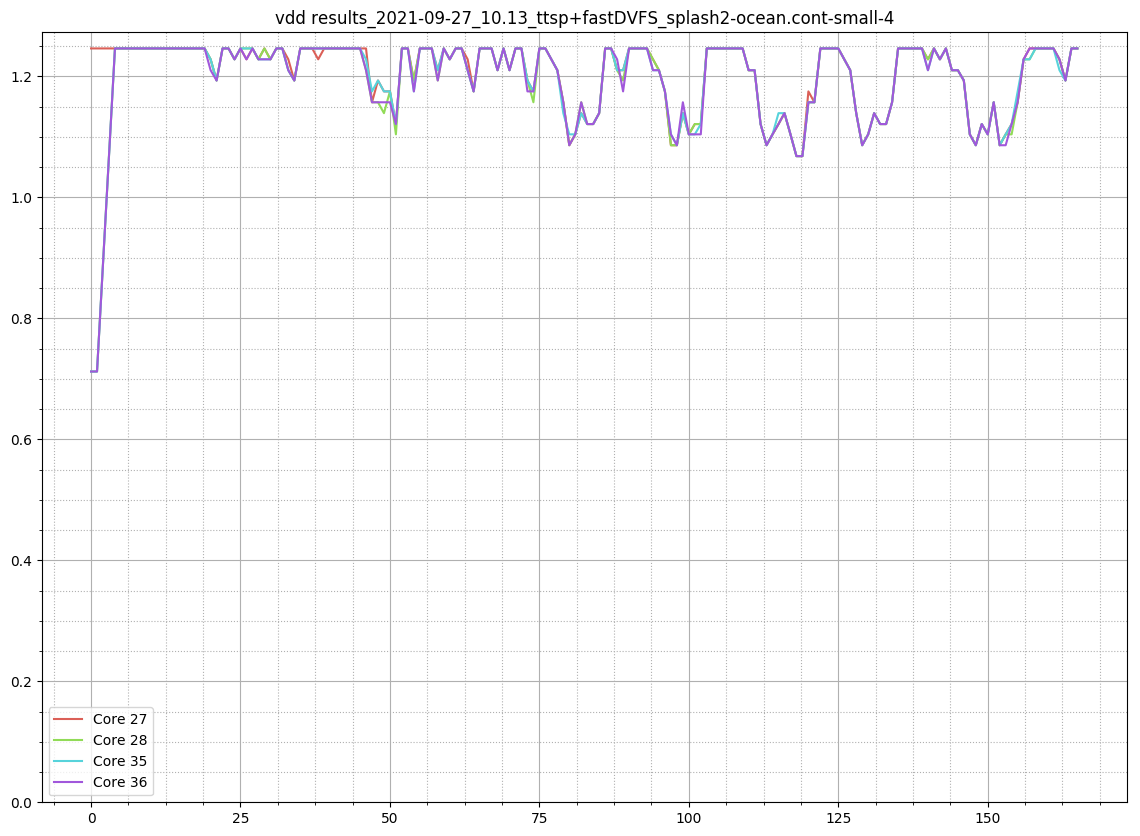 vdd results_2021-09-27_10.13_ttsp+fastDVFS_splash2-ocean.cont-small-4
1.2
1.0
0.8
0.6
0.4
0.2
0.0
Core 27
Core 28
Core 35
Core 36
0 25 50 75 100 125 150